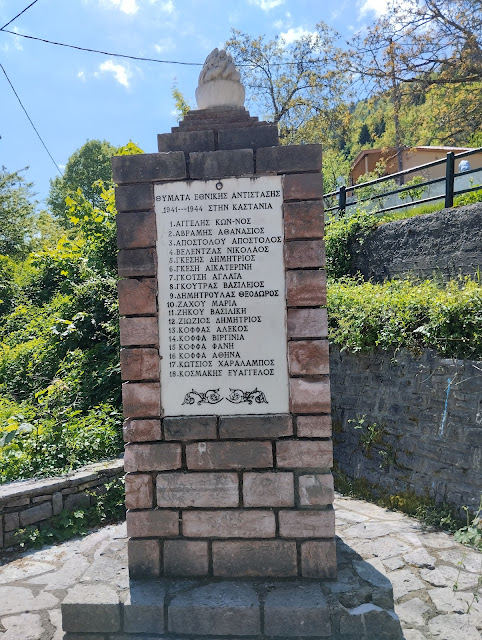 ΘΥΜΑΤΑ ΕΘΝΙΚΗΣ ΑΝΤΙΣΤΑΣΗΣ
1941---1944 ΣΤΗΝ ΚΑΣΤΑΝΙΑ
1. ΑΓΓΕΛΗΣ ΚΩΝ-ΝΟΣ
2. ΑΒΡΑΜΗΣ ΑΘΑΝΑΣΙΟΣ
3. ΑΠΟΣΤΟΛΟΥ ΑΠΟΣΤΟΛΟΣ
4. ΒΕΛΕΝΤΖΑΣ ΝΙΚΟΛΑΟΣ
5. ΓΚΕΣΗΣ ΔΗΜΗΤΡΙΟΣ
6. ΓΚΕΣΗ ΑΙΚΑΤΕΡΙΝΗ
7. ΓΚΟΤΣΗ ΑΓΛΑΪΑ
8. ΓΚΟΥΤΡΑΣ ΒΑΣΙΛΕΙΟΣ
9. ΔΗΜΗΤΡΟΥΛΑΣ ΘΕΟΔΩΡΟΣ
10. ΖΑΧΟΥ ΜΑΡΙΑ
11. ΖΗΚΟΥ ΒΑΣΙΛΙΚΗ
12. ΖΙΩΖΙΟΣ ΔΗΜΗΤΡΙΟΣ
13. ΚΟΦΦΑΣ ΑΛΕΚΟΣ
14. ΚΟΦΦΑ ΒΙΡΓΙΝΙΑ
15. ΚΟΦΦΑ ΦΑΝΗ
16 ΚΟΦΦΑ ΑΘΗΝΑ
17. ΚΩΤΣΙΟΣ ΧΑΡΑΛΑΜΠΟΣ
18. ΚΟΣΜΑΚΗΣ ΕΥΑΓΓΕΛΟΣ